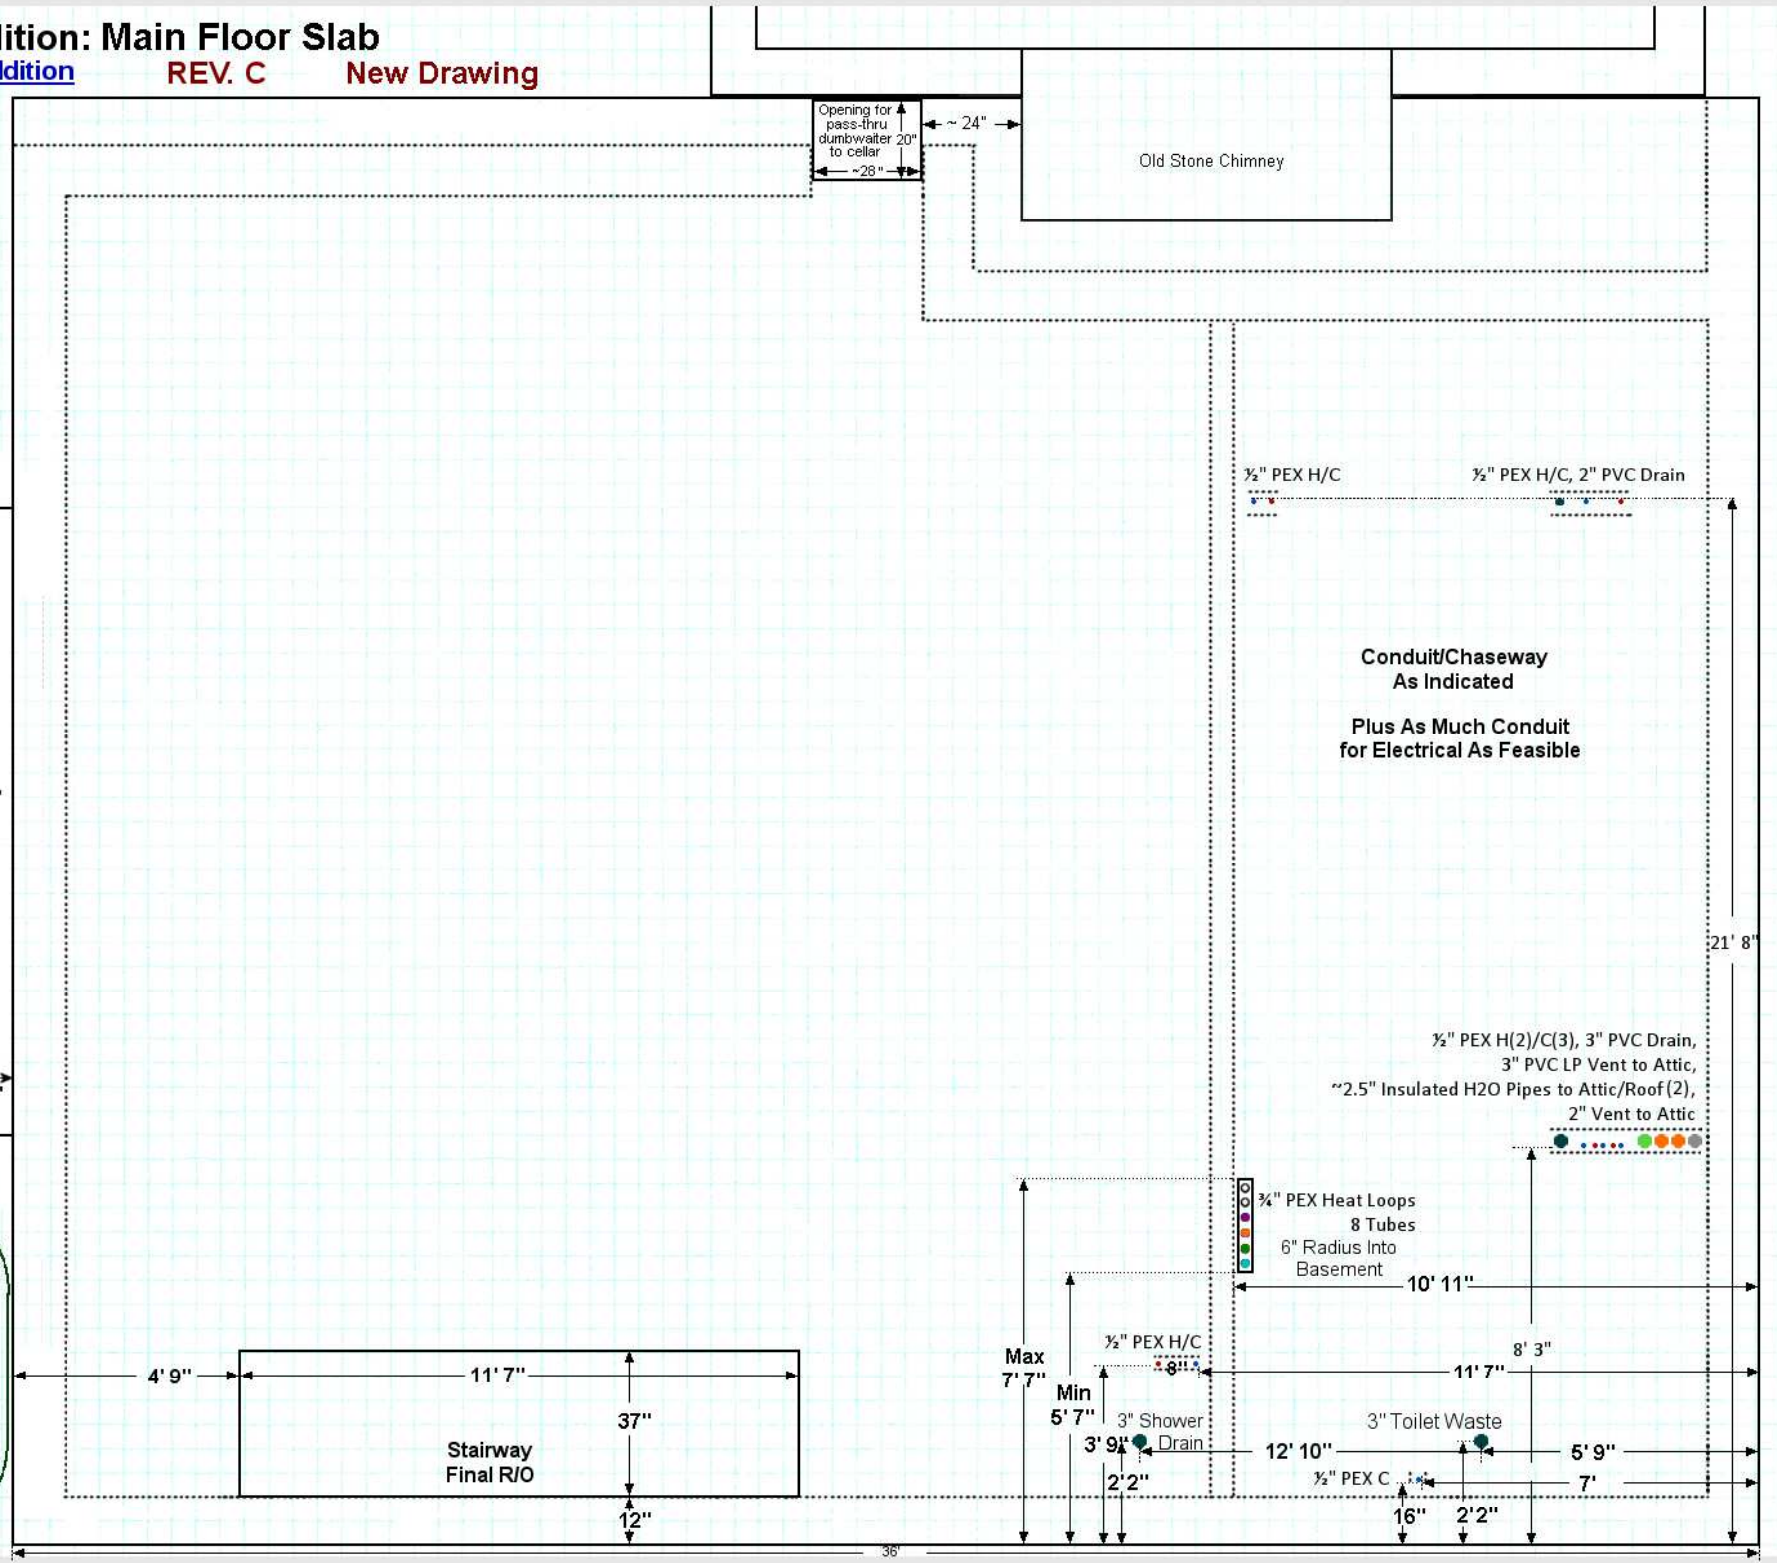 ition: Main Floor Slab
ddition REV. C New Drawing
Opening for
pass-thru
dumbwaiter 20"
to cellar
~28"
~ 24"
Old Stone Chimney
½" PEX H/C
½" PEX H/C, 2" PVC Drain
Conduit/Chaseway
As Indicated
Plus As Much Conduit
for Electrical As Feasible
21' 8"
½" PEX H(2)/C(3), 3" PVC Drain,
3" PVC LP Vent to Attic,
~2.5" Insulated H2O Pipes to Attic/Roof (2),
2" Vent to Attic
¾" PEX Heat Loops
8 Tubes
6" Radius Into
Basement
10' 11"
½" PEX H/C
8"
8' 3"
11' 7"
Max
7' 7"
Min
5' 7"
3' 9"
3" Shower
Drain
2'2"
3" Toilet Waste
12' 10"
5' 9"
½" PEX C
7'
16"
2'2"
4' 9"
11' 7"
37"
Stairway
Final R/O
12"
36'